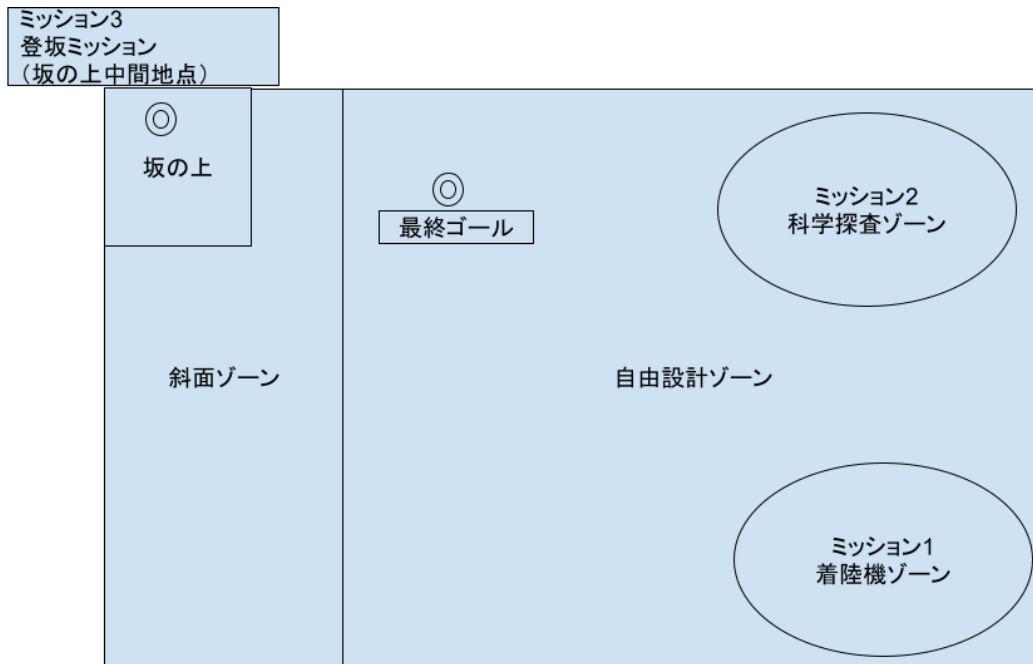 ミッション3
登坂ミッション
（坂の上中間地点）
坂の上
最終ゴール
ミッション2
科学探査ゾーン
斜面ゾーン
自由設計ゾーン
ミッション1
着陸機ゾーン